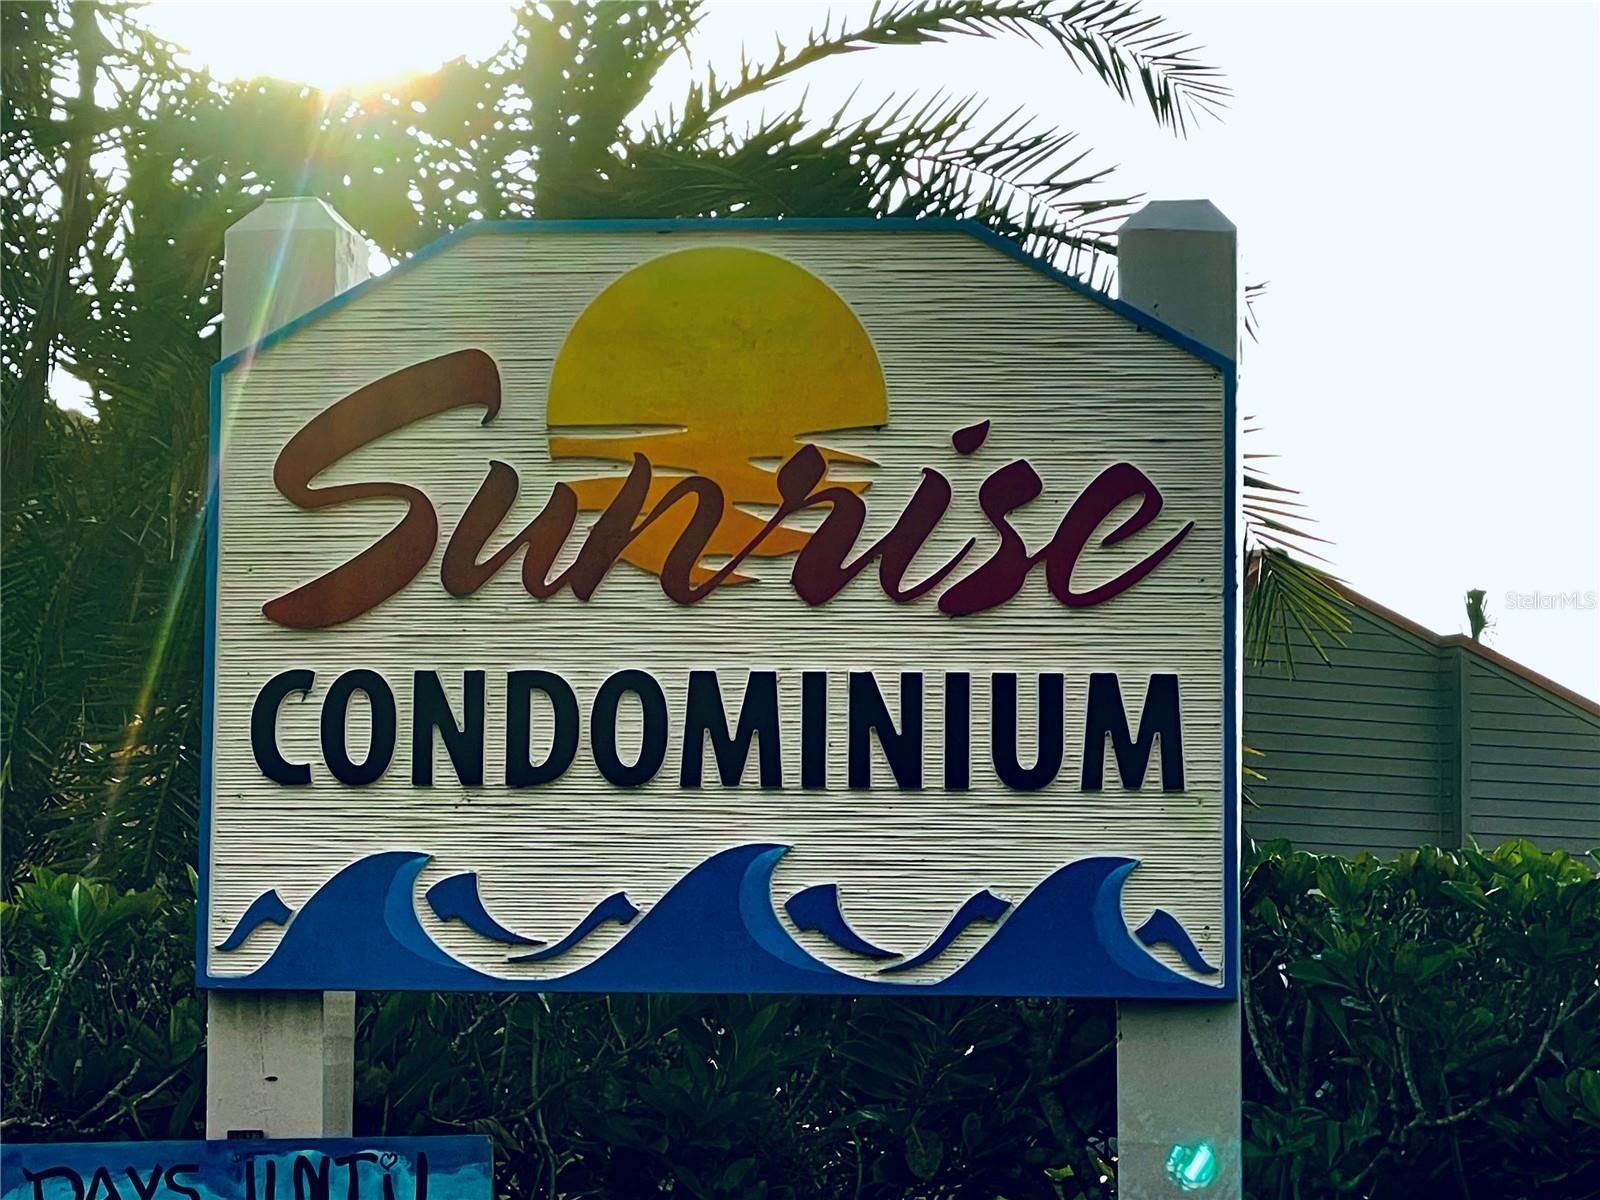 Sunrise
CONDOMINIUM
StellarMLS
DAYS UNTiL